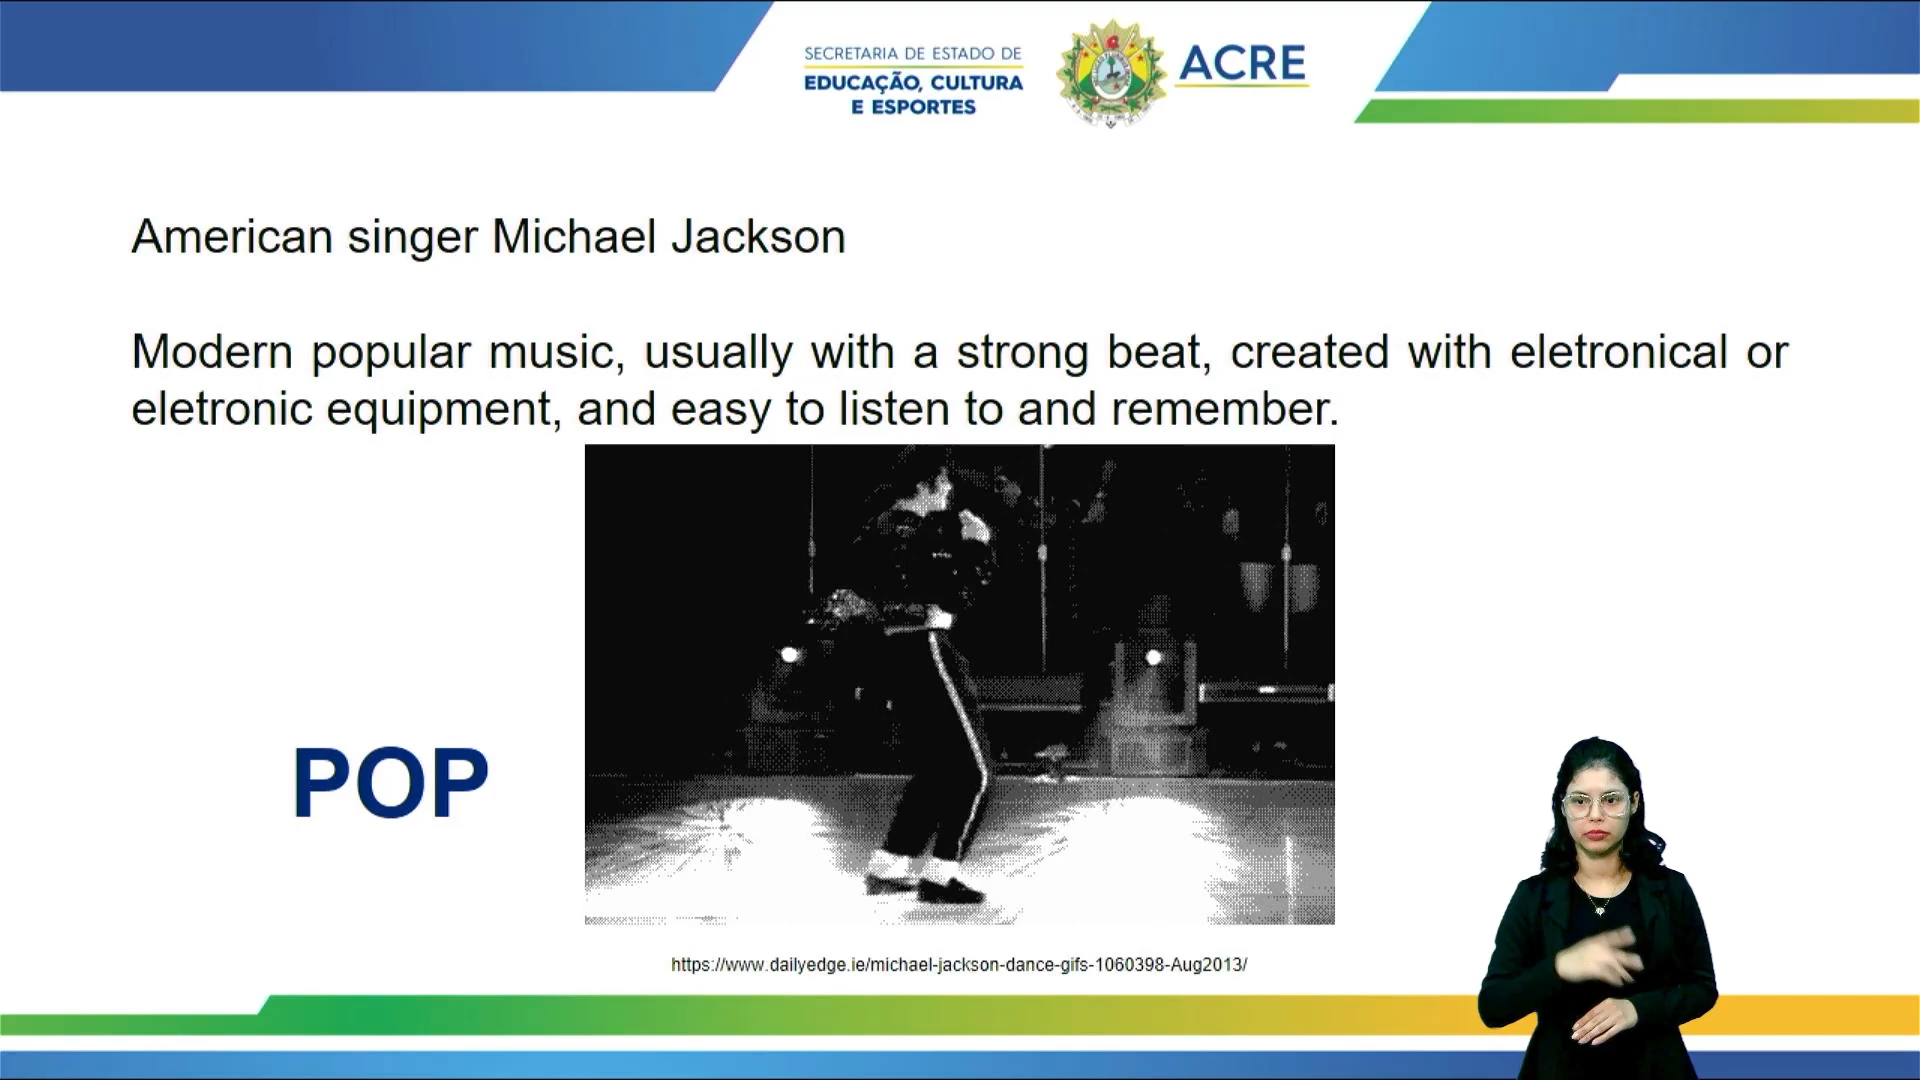 SECRETARIA DE ESTADO DE
EDUCAÇÃO, CULTURA
E ESPORTES
ACRE
American singer Michael Jackson
Modern popular music, usually with a strong beat, created with eletronical or
eletronic equipment, and easy to listen to and remember.
POP
https://www.dailyedge.ie/michael-jackson-dance-gifs-1060398-Aug2013/